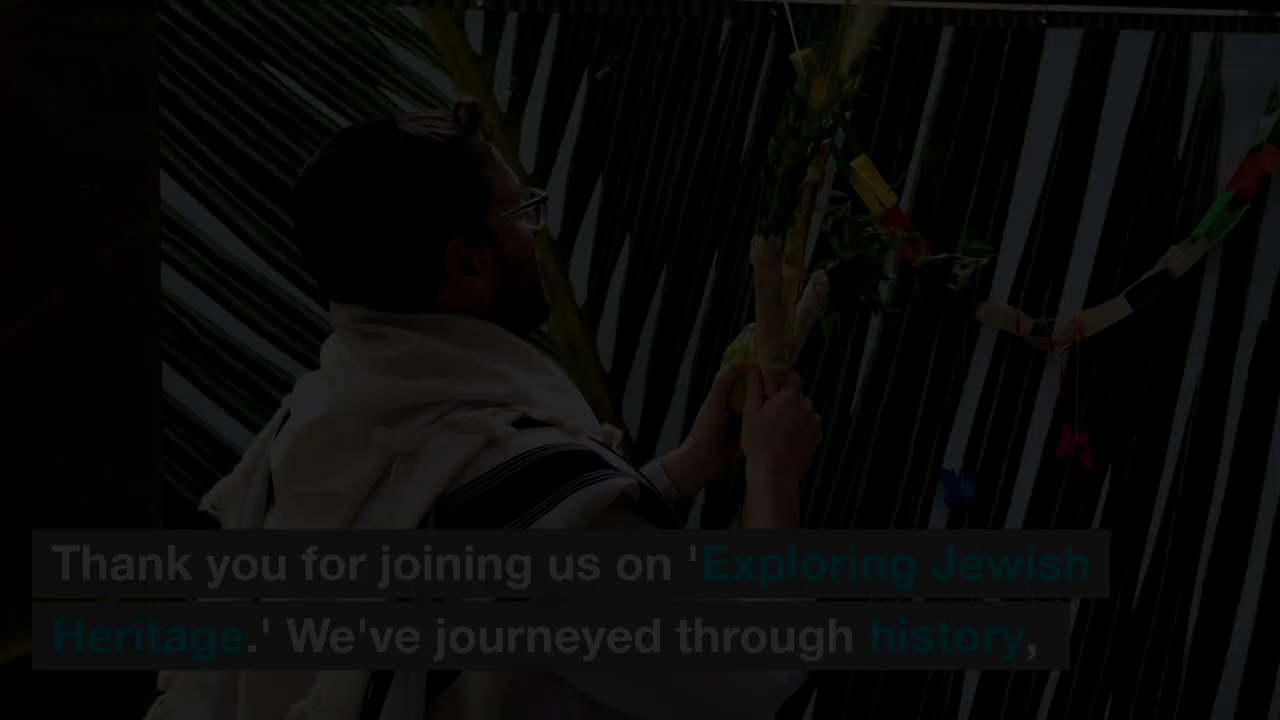 Thank you for joining us on 'Exploring Jewish
Heritage.' We've journeyed through history,